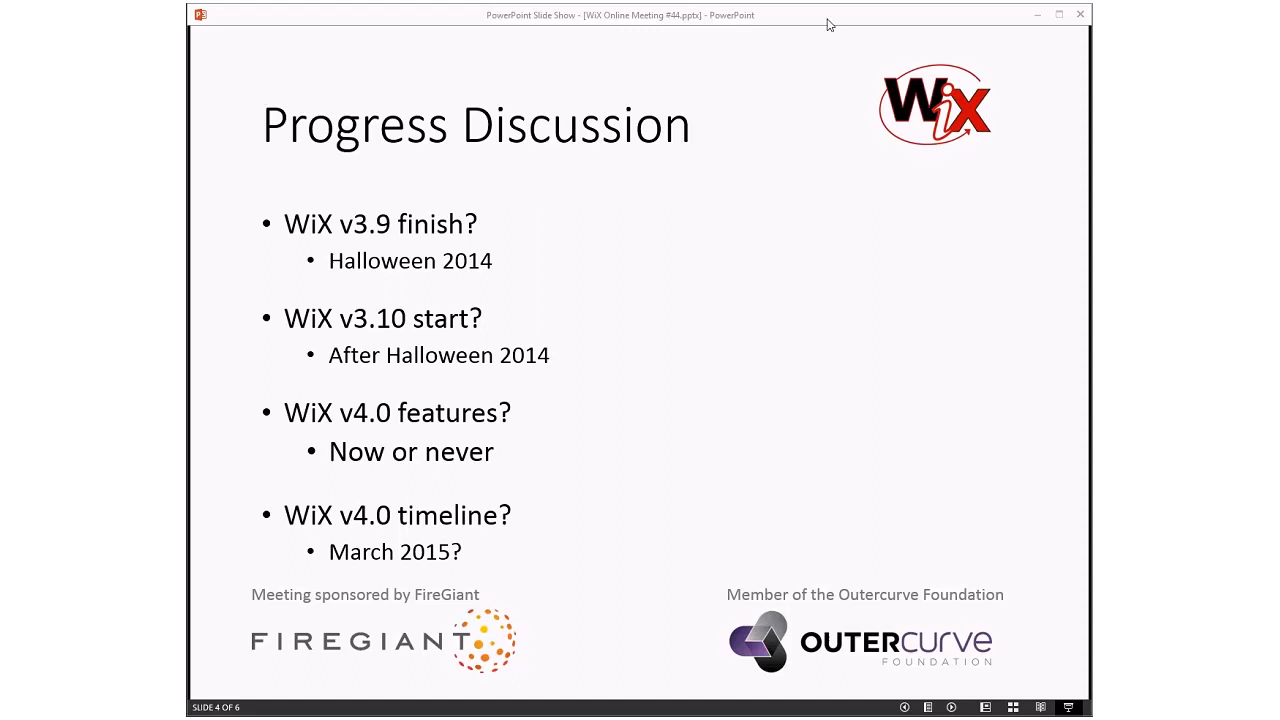 PowerPoint Slide Show - [WiX Online Meeting #44.pptx] - PowerPoint
WiX
Progress Discussion
• WiX v3.9 finish?
• Halloween 2014
• WiX v3.10 start?
• After Halloween 2014
• WiX v4.0 features?
• Now or never
• WiX v4.0 timeline?
• March 2015?
Meeting sponsored by FireGiant
FIREGIANT
Member of the Outercurve Foundation
OUTERCURVE
FOUNDATION
SLIDE 4 OF 6